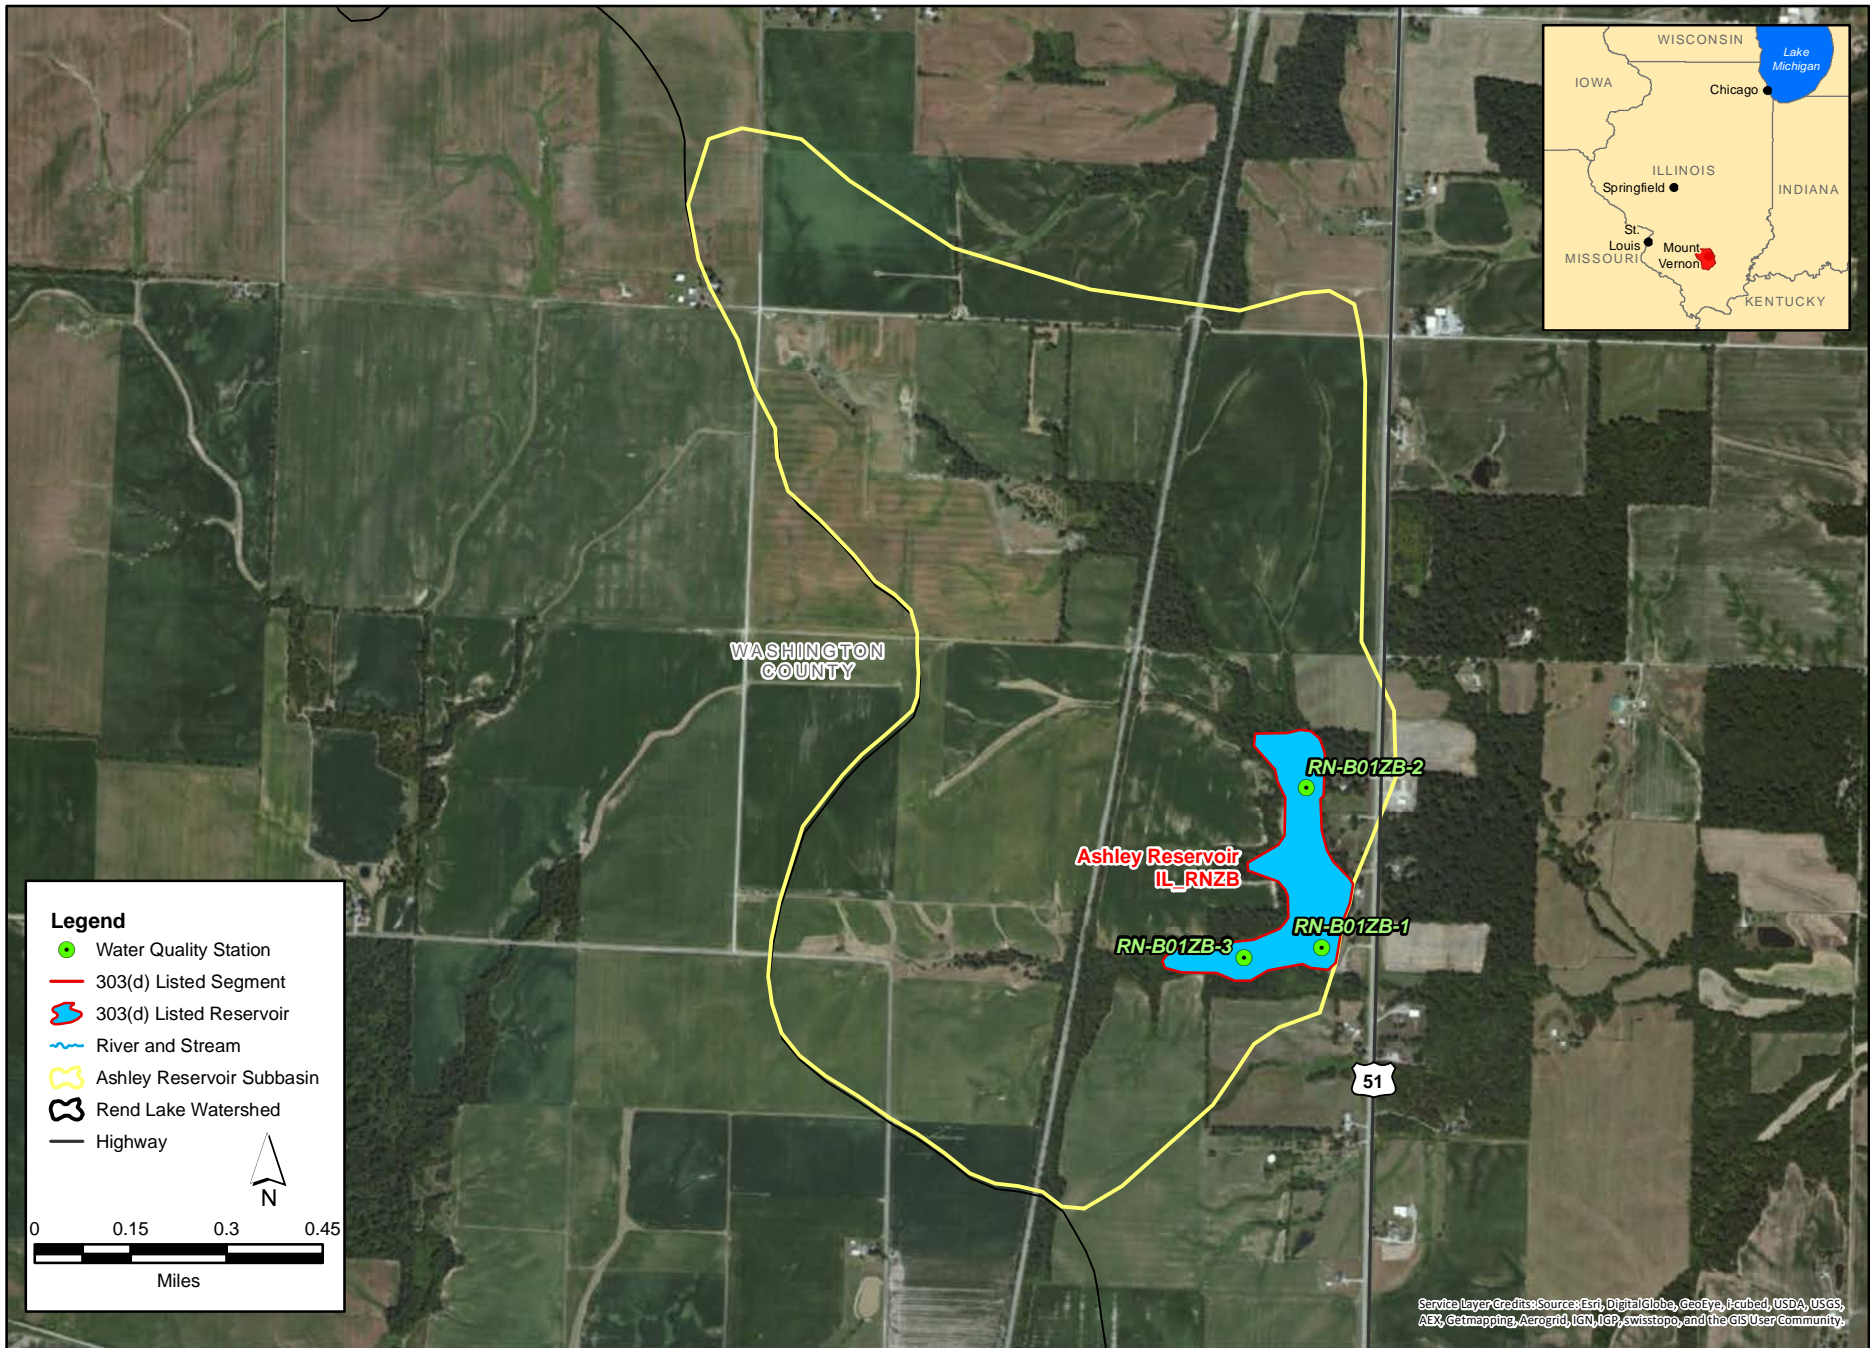 WISCONSIN
Lake
Michigan
IOWA
Chicago
ILLINOIS
Springfield
INDIANA
St.
Louis
Mount
Vernon
MISSOURI
KENTUCKY
WASHINGTON
COUNTY
RN-B01ZB-2
Ashley Reservoir
IL_RNZB
RN-B01ZB-1
RN-B01ZB-3
51
Legend
Water Quality Station
303(d) Listed Segment
303(d) Listed Reservoir
River and Stream
Ashley Reservoir Subbasin
Rend Lake Watershed
Highway
N
0 0.15 0.3 0.45
Miles
Service Layer Credits: Source: Esri, DigitalGlobe, GeoEye, i-cubed, USDA, USGS,
AEX, Getmapping, Aerogrid, IGN, IGP, swisstopo, and the GIS User Community.